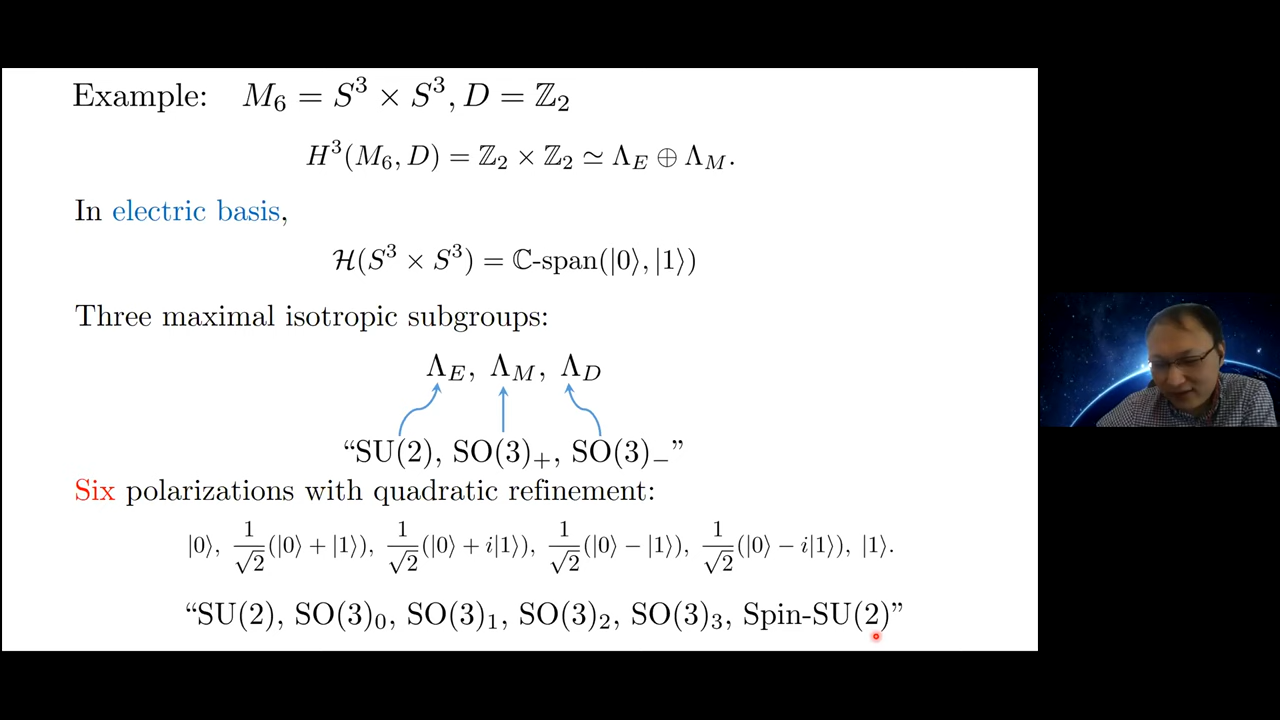 Example: M₆ = S³ × S³, D = ℤ₂
H³(M₆, D) = ℤ₂ × ℤ₂ ≃ Λ_E ⊕ Λ_M.
In electric basis,
ℋ(S³ × S³) = ℂ-span(|0⟩, |1⟩)
Three maximal isotropic subgroups:
Λ_E, Λ_M, Λ_D
“SU(2), SO(3)₊, SO(3)₋”
Six polarizations with quadratic refinement:
|0⟩, 1/√2(|0⟩ + |1⟩), 1/√2(|0⟩ + i|1⟩), 1/√2(|0⟩ − |1⟩), 1/√2(|0⟩ − i|1⟩), |1⟩.
“SU(2), SO(3)₀, SO(3)₁, SO(3)₂, SO(3)₃, Spin-SU(2)”